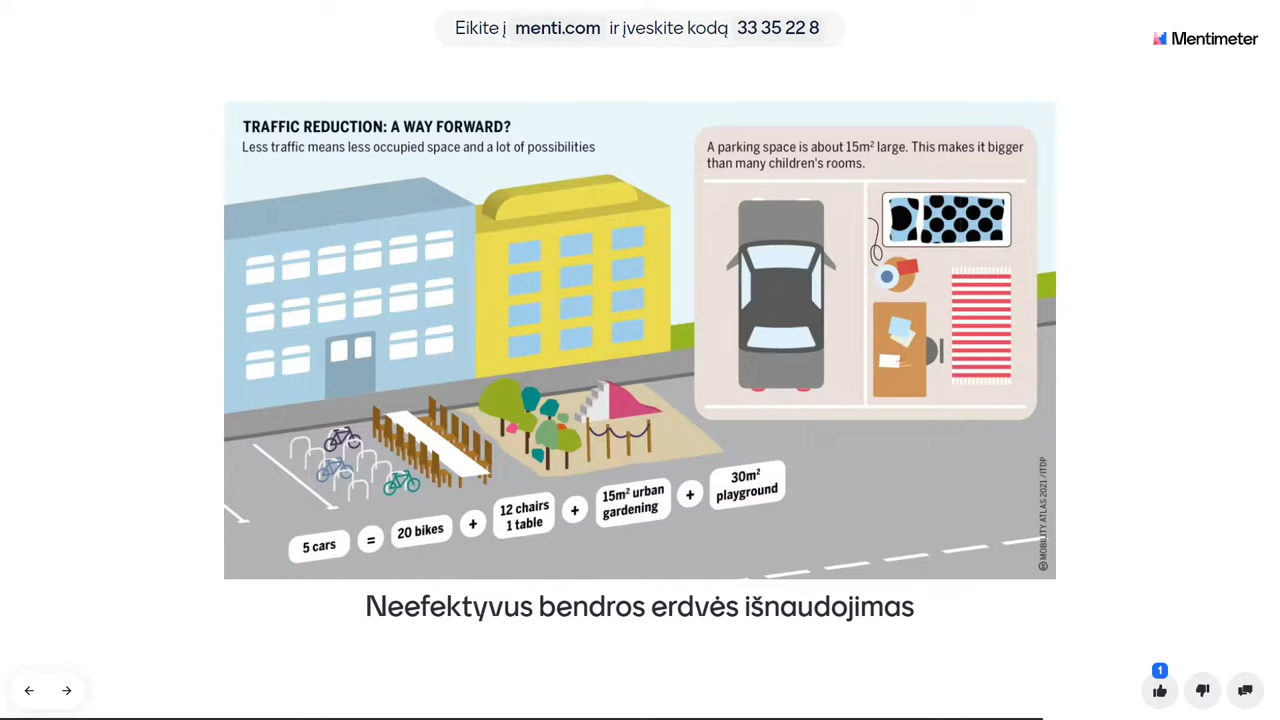 Eikite į menti.com ir įveskite kodą 33 35 22 8
Mentimeter
TRAFFIC REDUCTION: A WAY FORWARD?
Less traffic means less occupied space and a lot of possibilities
A parking space is about 15m² large. This makes it bigger
than many children's rooms.
5 cars
=
20 bikes
+
12 chairs
1 table
+
15m² urban
gardening
+
30m²
playground
cc MOBILITY ATLAS 2021 / ITDP
Neefektyvus bendros erdvės išnaudojimas
1